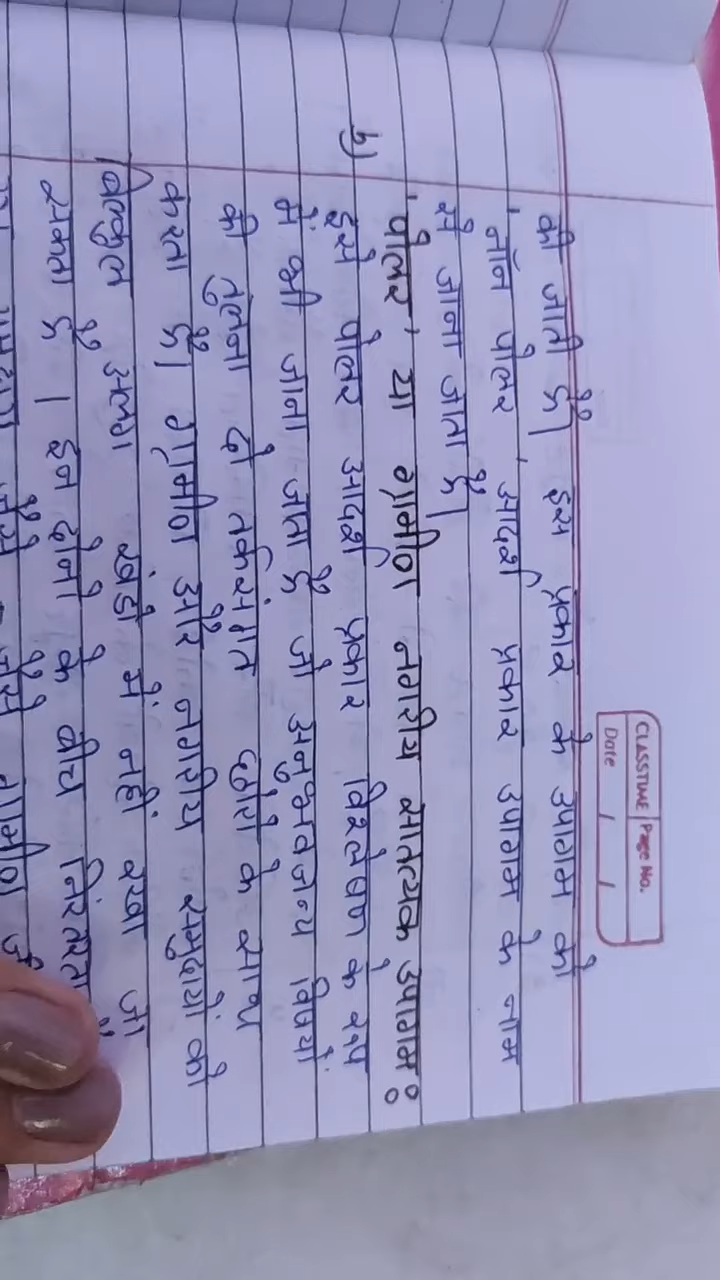 CLASSTIME Page No.
Date / /
की जाती है। इस प्रकार के उपागम को
'नॉन पोलर' आदर्श प्रकार उपागम के नाम
से जाना जाता है।
b) 'पोलर' या ग्रामीण नगरीय सातत्यक उपागम:
इसे पोलर आदर्श प्रकार विश्लेषण के रूप
में भी जाना जाता है जो अनुभवजन्य विषयों
की तुलना दो तर्कसंगत छोरो के साथ
करता है। ग्रामीण और नगरीय समुदायों को
बिल्कुल अलग खंडो में नहीं रखा जा
सकता है। इन दोनो के बीच निरंतरता
ग्रामीण